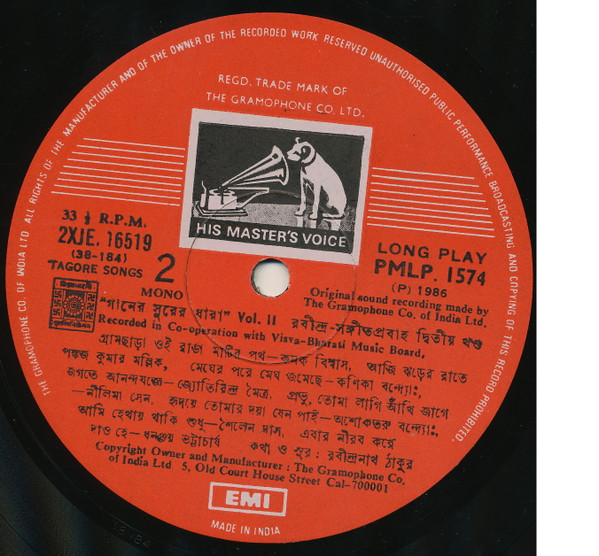 THE GRAMOPHONE CO. OF INDIA LTD. ALL RIGHTS OF THE MANUFACTURER AND OF THE OWNER OF THE RECORDED WORK RESERVED UNAUTHORISED PUBLIC PERFORMANCE BROADCASTING AND COPYING OF THIS RECORD PROHIBITED.
REGD. TRADE MARK OF
THE GRAMOPHONE CO. LTD.
HIS MASTER'S VOICE
33 ⅓ R.P.M.
2XJE. 16519
(38-184)
TAGORE SONGS
2
MONO
LONG PLAY
PMLP. 1574
(P) 1986
Original sound recording made by
The Gramophone Co. of India Ltd.
"গানের সুরের ধারা" Vol. II রবীন্দ্র-সঙ্গীতপ্রবাহ দ্বিতীয় খণ্ড
Recorded in Co-operation with Visva-Bharati Music Board,
গ্রামছাড়া ওই রাঙা মাটির পথ—কনক বিশ্বাস, আজি ঝড়ের রাতে
পঙ্কজ কুমার মল্লিক, মেঘের পরে মেঘ জমেছে—কণিকা বন্দ্যোঃ,
জগতে আনন্দযজ্ঞে—জ্যোতিরিন্দ্র মৈত্র, প্রভু, তোমা লাগি আঁখি জাগে
—নীলিমা সেন, হৃদয়ে তোমার দয়া যেন পাই—অশোকতরু বন্দ্যোঃ,
আমি হেথায় থাকি শুধু—শৈলেন দাস, এবার নীরব করে
দাও হে—ধনঞ্জয় ভট্টাচার্য কথা ও সুর : রবীন্দ্রনাথ ঠাকুর
Copyright Owner and Manufacturer : The Gramophone Co.
of India Ltd 5, Old Court House Street Cal-700001
EMI
MADE IN INDIA